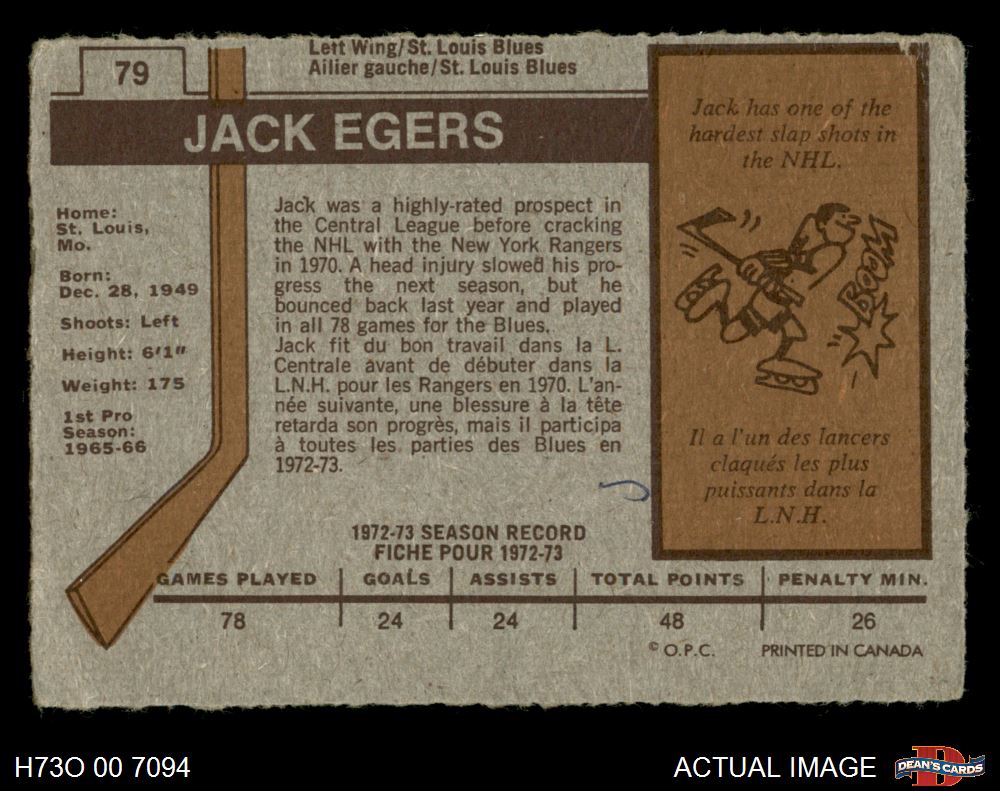 79
Left Wing/St. Louis Blues
Ailier gauche/St. Louis Blues
JACK EGERS
Home:
St. Louis,
Mo.
Born:
Dec. 28, 1949
Shoots: Left
Height: 6'1"
Weight: 175
1st Pro
Season:
1965-66
Jack was a highly-rated prospect in
the Central League before cracking
the NHL with the New York Rangers
in 1970. A head injury slowed his pro-
gress the next season, but he
bounced back last year and played
in all 78 games for the Blues.
Jack fit du bon travail dans la L.
Centrale avant de débuter dans la
L.N.H. pour les Rangers en 1970. L'an-
née suivante, une blessure à la tête
retarda son progrès, mais il participa
à toutes les parties des Blues en
1972-73.
Jack has one of the
hardest slap shots in
the NHL.
BOOM
Il a l'un des lancers
claqués les plus
puissants dans la
L.N.H.
1972-73 SEASON RECORD
FICHE POUR 1972-73
GAMES PLAYED GOALS ASSISTS TOTAL POINTS PENALTY MIN.
78 24 24 48 26
© O.P.C. PRINTED IN CANADA
H73O 00 7094
ACTUAL IMAGE
D
DEAN'S CARDS